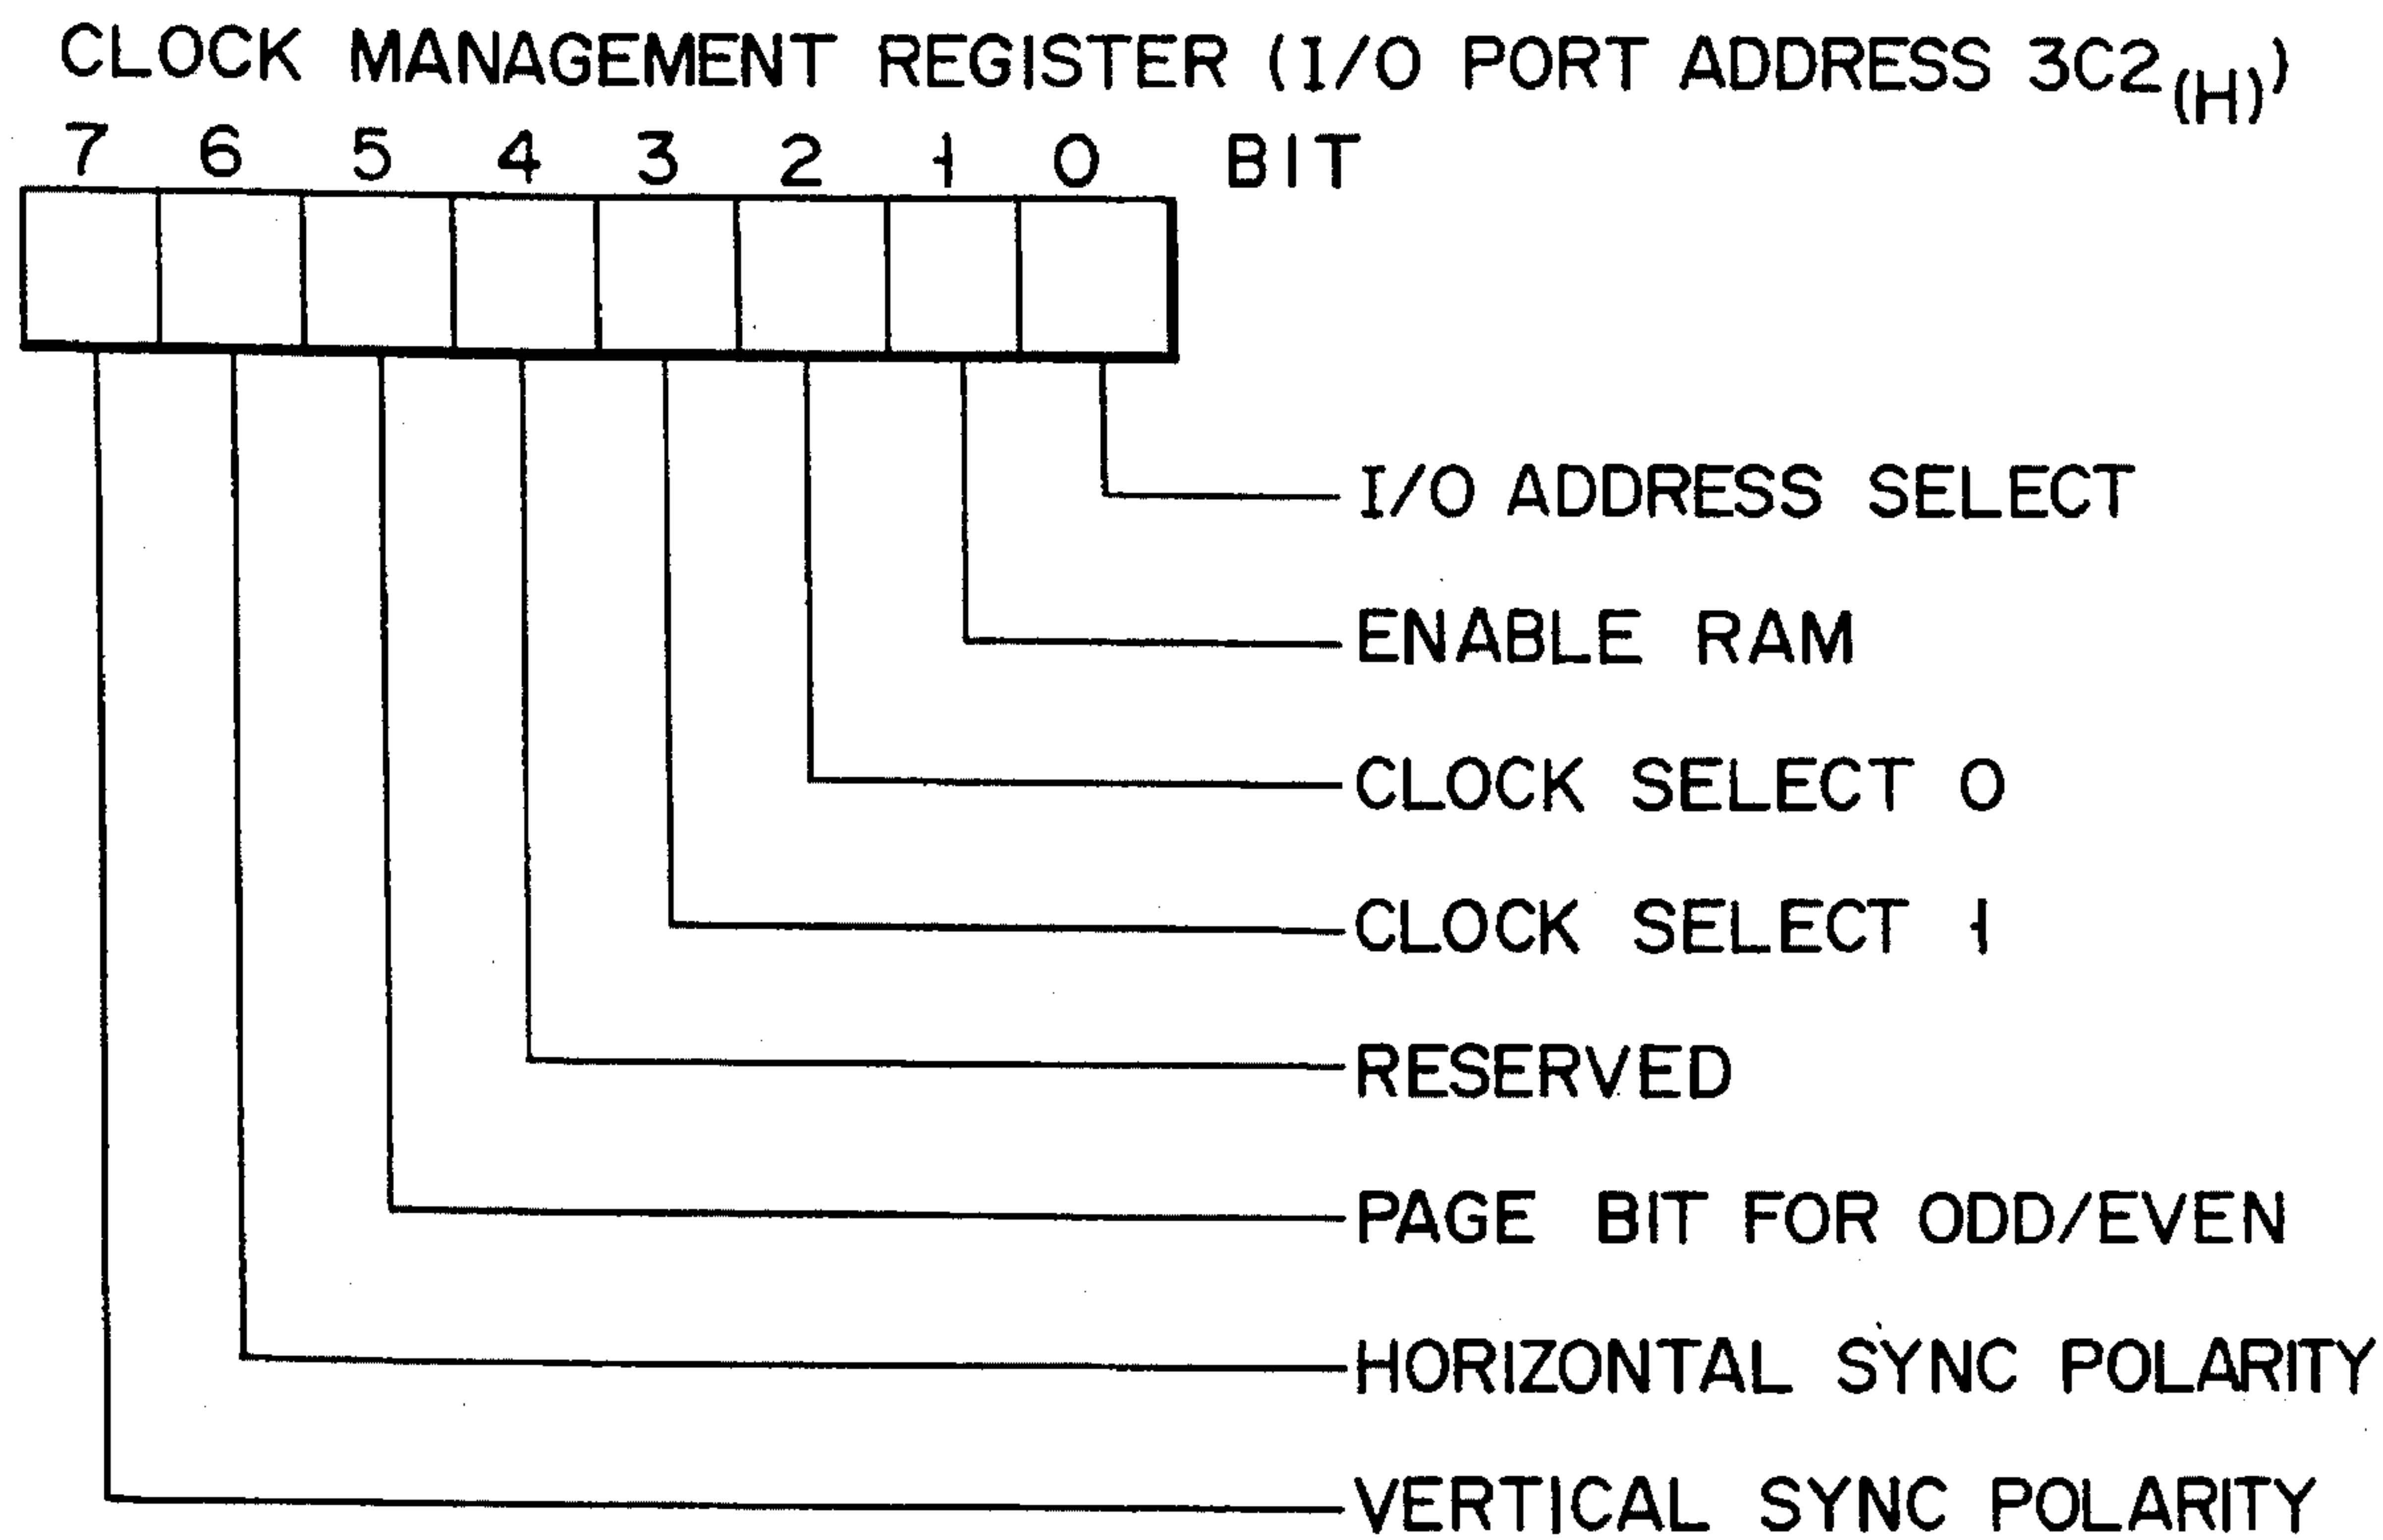 CLOCK MANAGEMENT REGISTER (I/O PORT ADDRESS 3C2(H))
7 6 5 4 3 2 1 0 BIT
I/O ADDRESS SELECT
ENABLE RAM
CLOCK SELECT 0
CLOCK SELECT 1
RESERVED
PAGE BIT FOR ODD/EVEN
HORIZONTAL SYNC POLARITY
VERTICAL SYNC POLARITY